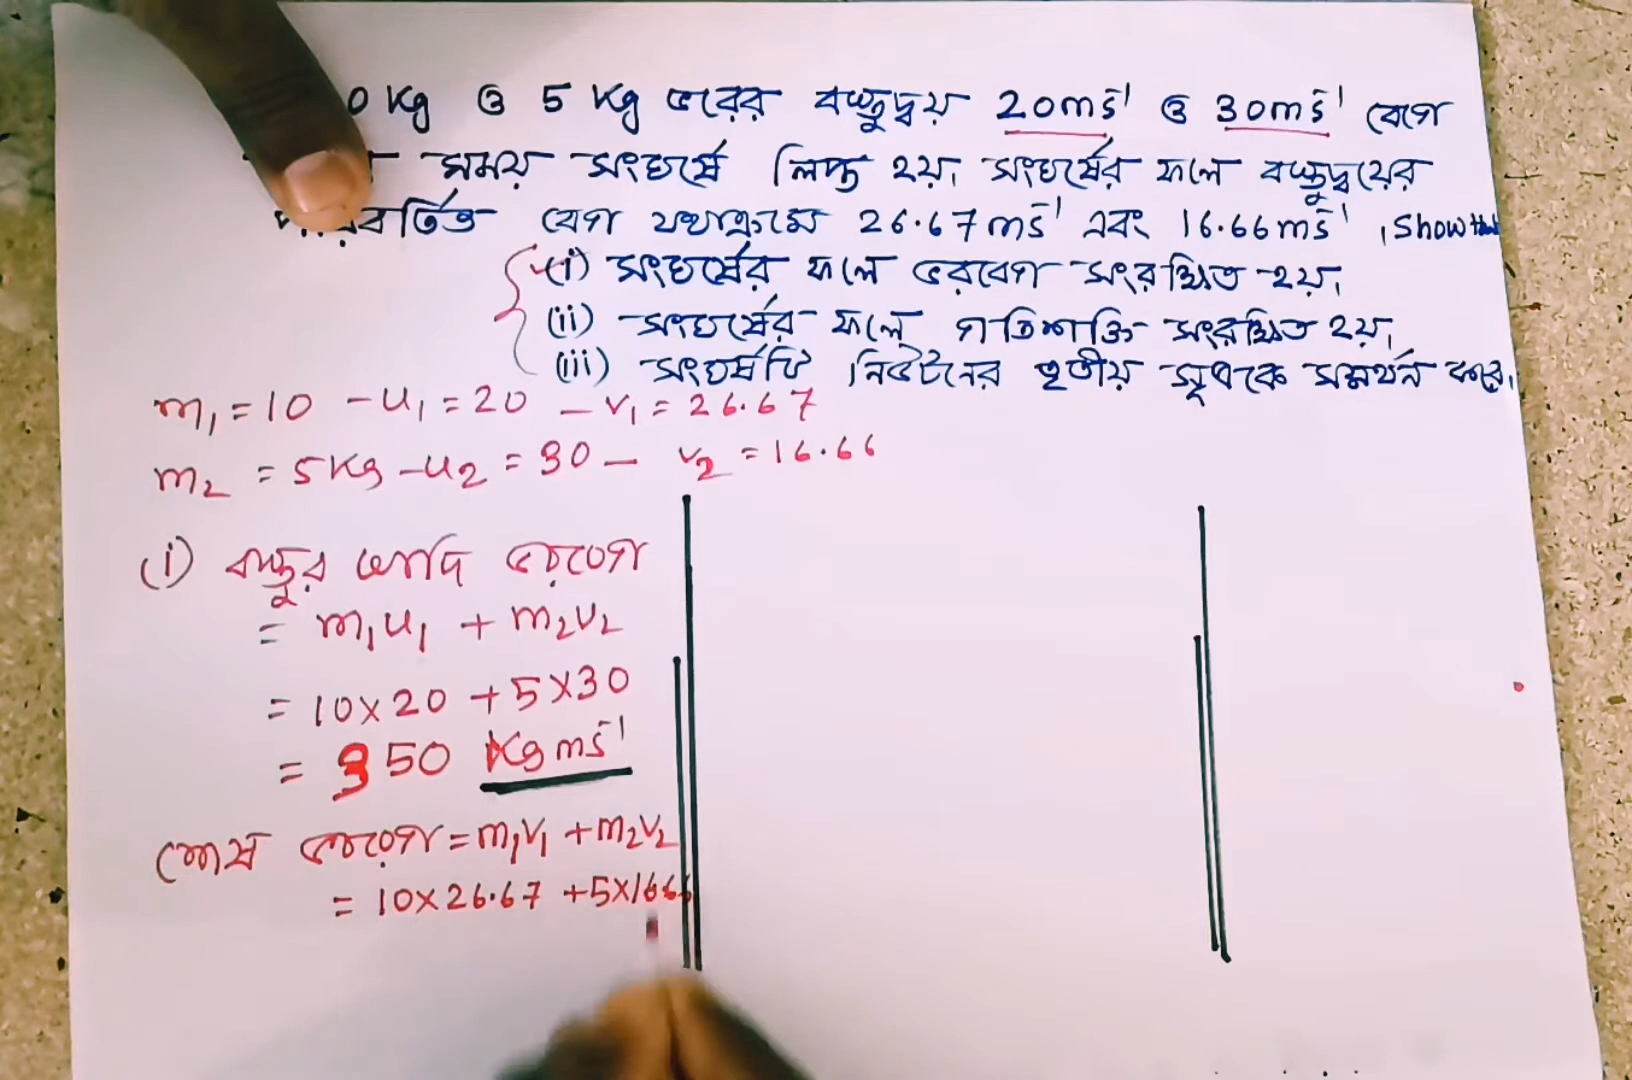 0 kg ও 5 kg ভরের বস্তুদ্বয় 20ms⁻¹ ও 30ms⁻¹ বেগে
সময় সংঘর্ষে লিপ্ত হয়। সংঘর্ষের ফলে বস্তুদ্বয়ের
বেগ যথাক্রমে 26.67ms⁻¹ এবং 16.66ms⁻¹ । Show that
(i) সংঘর্ষের ফলে ভরবেগ সংরক্ষিত হয়।
(ii) সংঘর্ষের ফলে গতিশক্তি সংরক্ষিত হয়।
(iii) সংঘর্ষটি নিউটনের তৃতীয় সূত্রকে সমর্থন করে।
m₁ = 10 - u₁ = 20 - v₁ = 26.67
m₂ = 5kg - u₂ = 30 - v₂ = 16.66
(i) বস্তুর আদি ভরবেগ
= m₁u₁ + m₂u₂
= 10×20 + 5×30
= 350 kgms⁻¹
শেষ ভরবেগ = m₁v₁ + m₂v₂
= 10×26.67 + 5×16.66